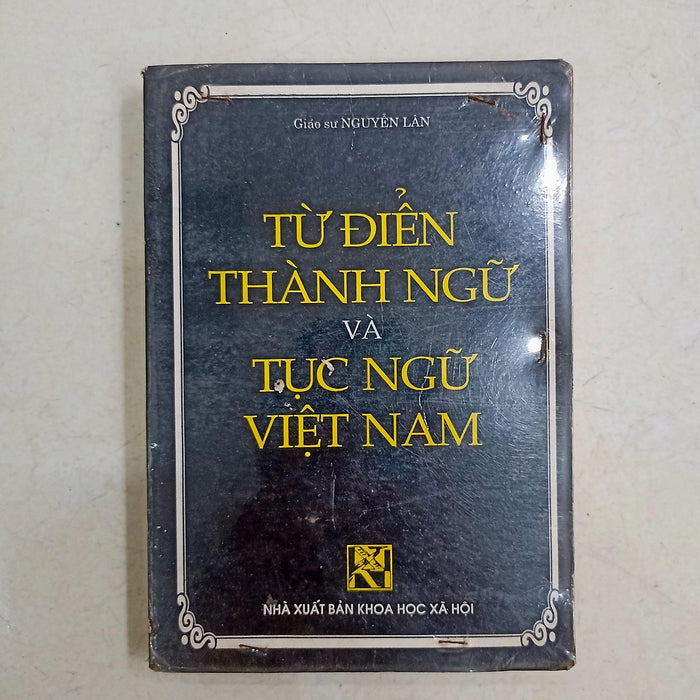 Giáo sư NGUYỄN LÂN
TỪ ĐIỂN
THÀNH NGỮ
VÀ
TỤC NGỮ
VIỆT NAM
NHÀ XUẤT BẢN KHOA HỌC XÃ HỘI